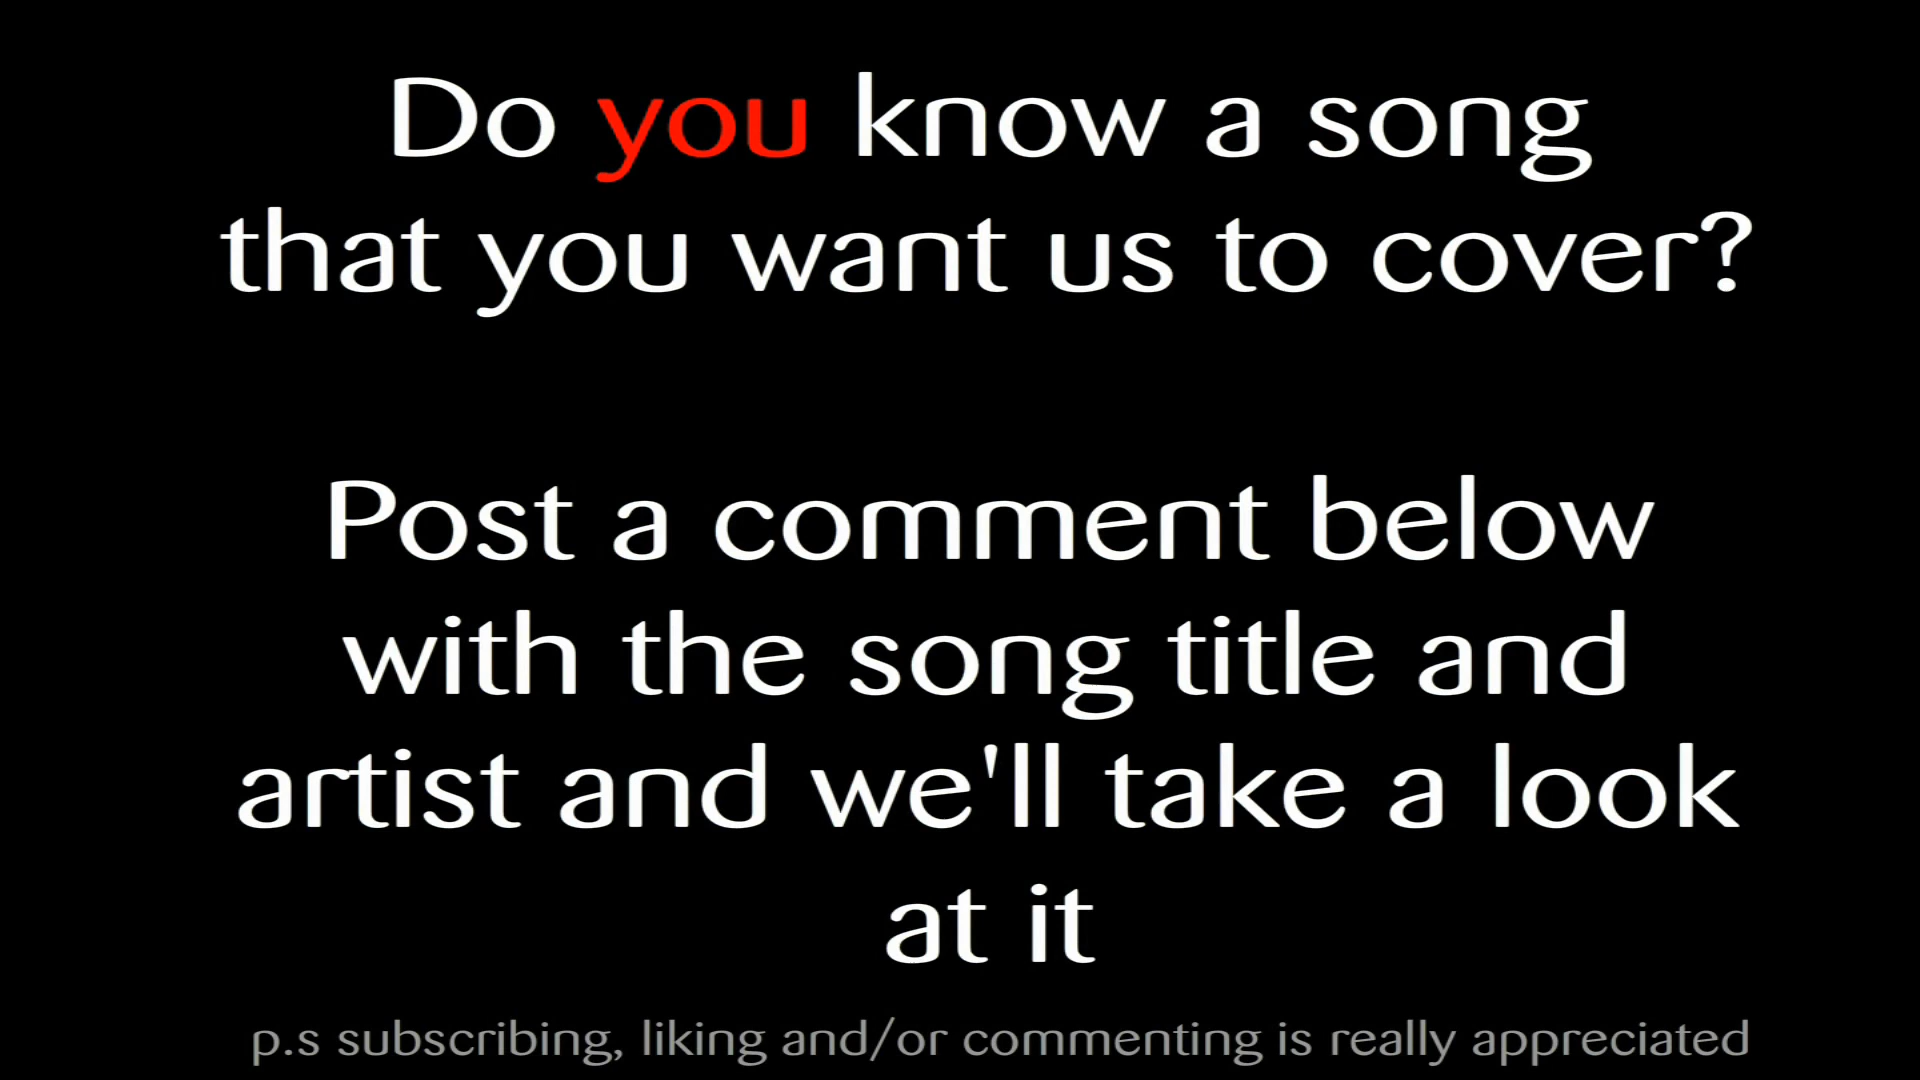 Do you know a song
that you want us to cover?
Post a comment below
with the song title and
artist and we'll take a look
at it
p.s subscribing, liking and/or commenting is really appreciated